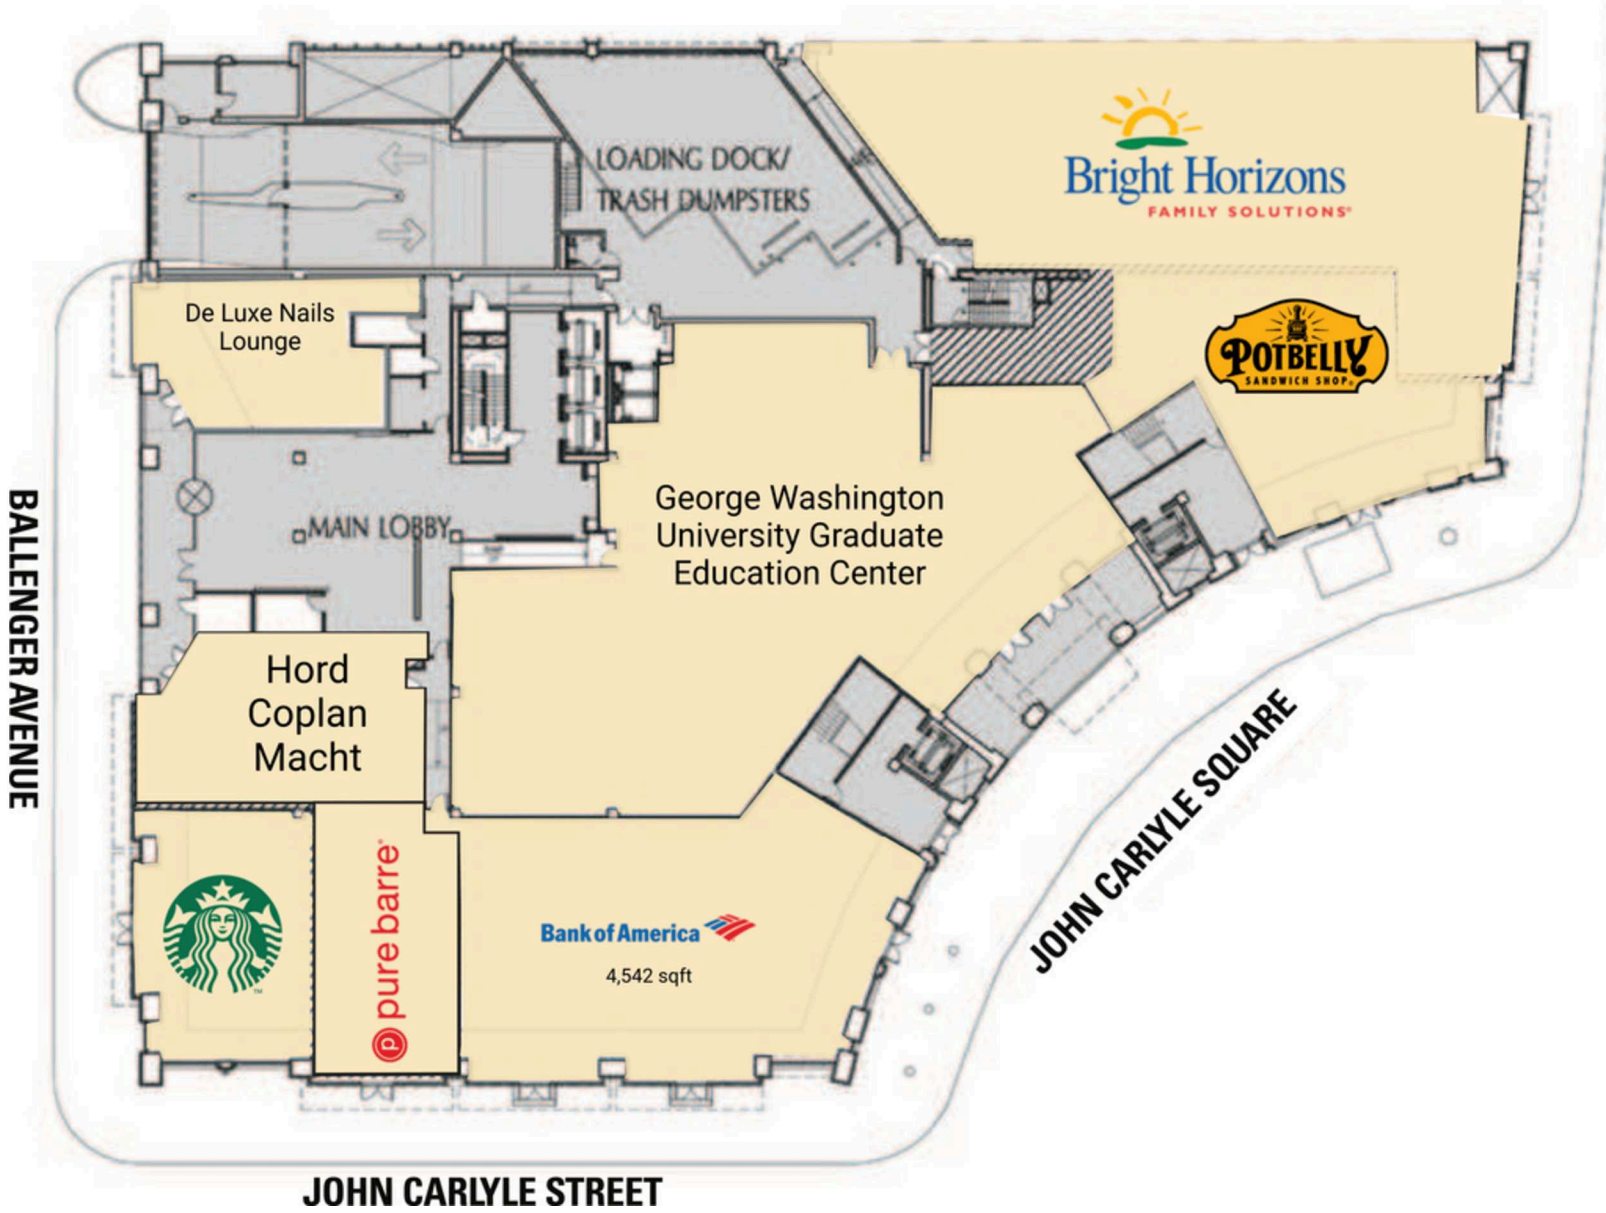 LOADING DOCK/
TRASH DUMPSTERS
Bright Horizons
FAMILY SOLUTIONS®
De Luxe Nails
Lounge
POTBELLY
SANDWICH SHOP®
George Washington
University Graduate
Education Center
MAIN LOBBY
Hord
Coplan
Macht
pure barre
p
Bank of America
4,542 sqft
TM
BALLENGER AVENUE
JOHN CARLYLE SQUARE
JOHN CARLYLE STREET